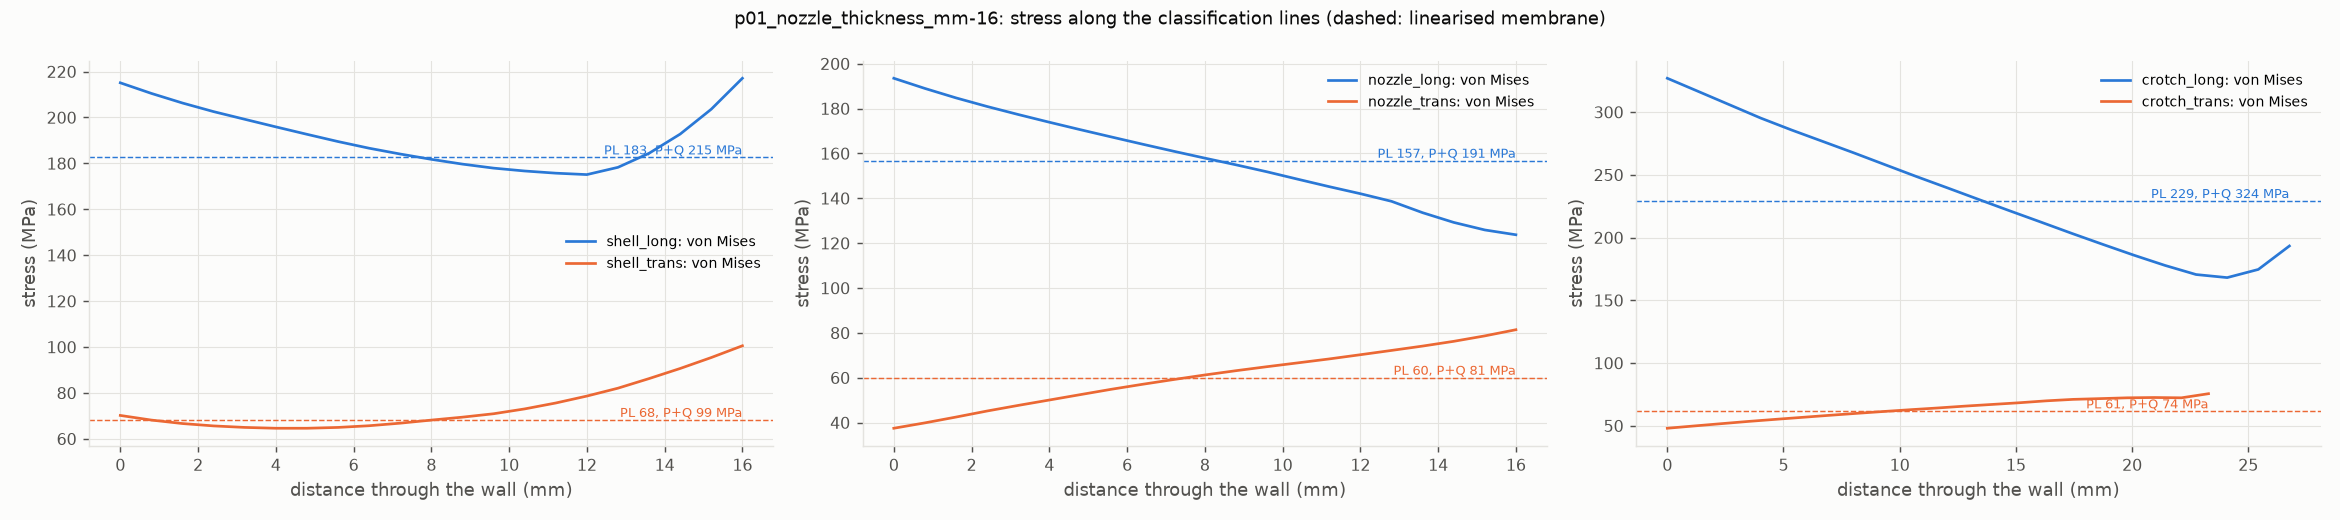 p01_nozzle_thickness_mm-16: stress along the classification lines (dashed: linearised membrane)
stress (MPa)
220
200
180
160
140
120
100
80
60
PL 183, P+Q 215 MPa
shell_long: von Mises
shell_trans: von Mises
PL 68, P+Q 99 MPa
0 2 4 6 8 10 12 14 16
distance through the wall (mm)
stress (MPa)
200
180
160
140
120
100
80
60
40
nozzle_long: von Mises
nozzle_trans: von Mises
PL 157, P+Q 191 MPa
PL 60, P+Q 81 MPa
0 2 4 6 8 10 12 14 16
distance through the wall (mm)
stress (MPa)
300
250
200
150
100
50
crotch_long: von Mises
crotch_trans: von Mises
PL 229, P+Q 324 MPa
PL 61, P+Q 74 MPa
0 5 10 15 20 25
distance through the wall (mm)